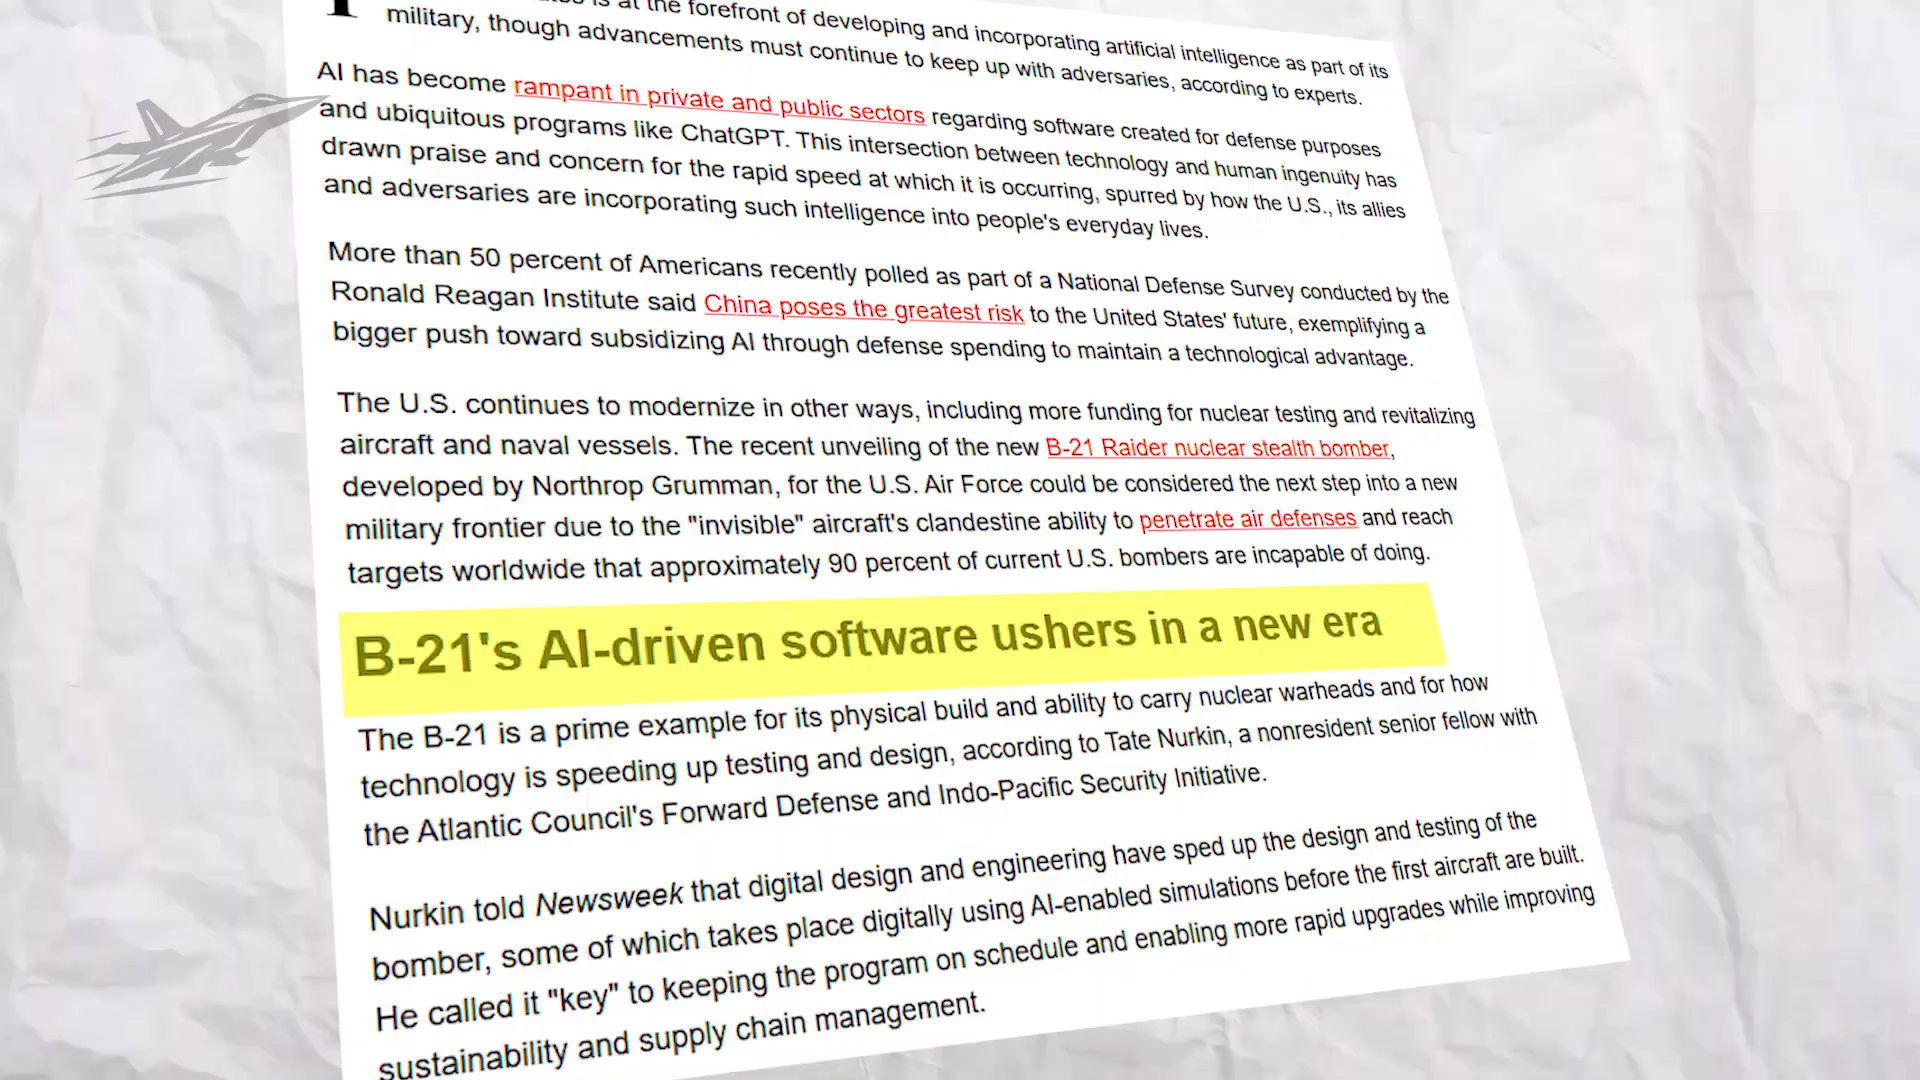 is at the forefront of developing and incorporating artificial intelligence as part of its
military, though advancements must continue to keep up with adversaries, according to experts.
AI has become rampant in private and public sectors regarding software created for defense purposes
and ubiquitous programs like ChatGPT. This intersection between technology and human ingenuity has
drawn praise and concern for the rapid speed at which it is occurring, spurred by how the U.S., its allies
and adversaries are incorporating such intelligence into people's everyday lives.
More than 50 percent of Americans recently polled as part of a National Defense Survey conducted by the
Ronald Reagan Institute said China poses the greatest risk to the United States' future, exemplifying a
bigger push toward subsidizing AI through defense spending to maintain a technological advantage.
The U.S. continues to modernize in other ways, including more funding for nuclear testing and revitalizing
aircraft and naval vessels. The recent unveiling of the new B-21 Raider nuclear stealth bomber,
developed by Northrop Grumman, for the U.S. Air Force could be considered the next step into a new
military frontier due to the "invisible" aircraft's clandestine ability to penetrate air defenses and reach
targets worldwide that approximately 90 percent of current U.S. bombers are incapable of doing.
B-21's AI-driven software ushers in a new era
The B-21 is a prime example for its physical build and ability to carry nuclear warheads and for how
technology is speeding up testing and design, according to Tate Nurkin, a nonresident senior fellow with
the Atlantic Council's Forward Defense and Indo-Pacific Security Initiative.
Nurkin told Newsweek that digital design and engineering have sped up the design and testing of the
bomber, some of which takes place digitally using AI-enabled simulations before the first aircraft are built.
He called it "key" to keeping the program on schedule and enabling more rapid upgrades while improving
sustainability and supply chain management.